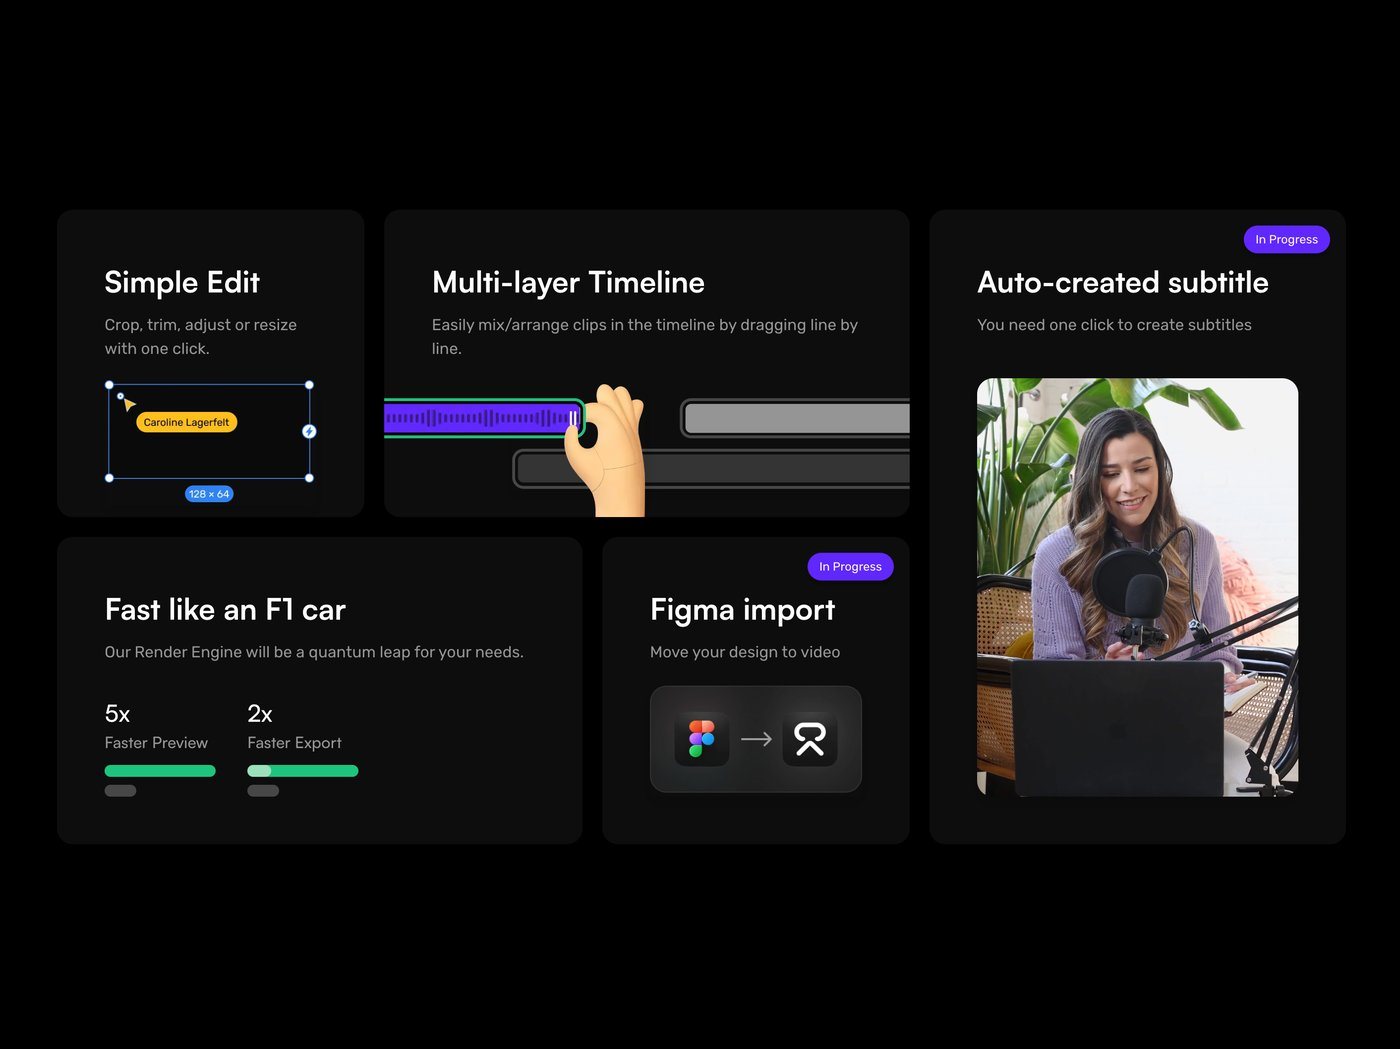 Simple Edit
Crop, trim, adjust or resize
with one click.
Caroline Lagerfelt
128 × 64
Multi-layer Timeline
Easily mix/arrange clips in the timeline by dragging line by
line.
In Progress
Auto-created subtitle
You need one click to create subtitles
Fast like an F1 car
Our Render Engine will be a quantum leap for your needs.
5x
Faster Preview
2x
Faster Export
In Progress
Figma import
Move your design to video